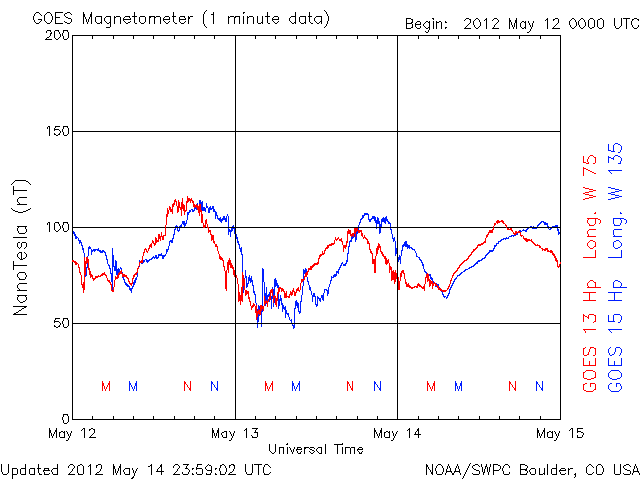 GOES Magnetometer (1 minute data)
Begin: 2012 May 12 0000 UTC
200
150
100
50
0
NanoTesla (nT)
M M N N M M N N M M N N
May 12 May 13 May 14 May 15
Universal Time
GOES 13 Hp Long. W 75
GOES 15 Hp Long. W 135
Updated 2012 May 14 23:59:02 UTC
NOAA/SWPC Boulder, CO USA